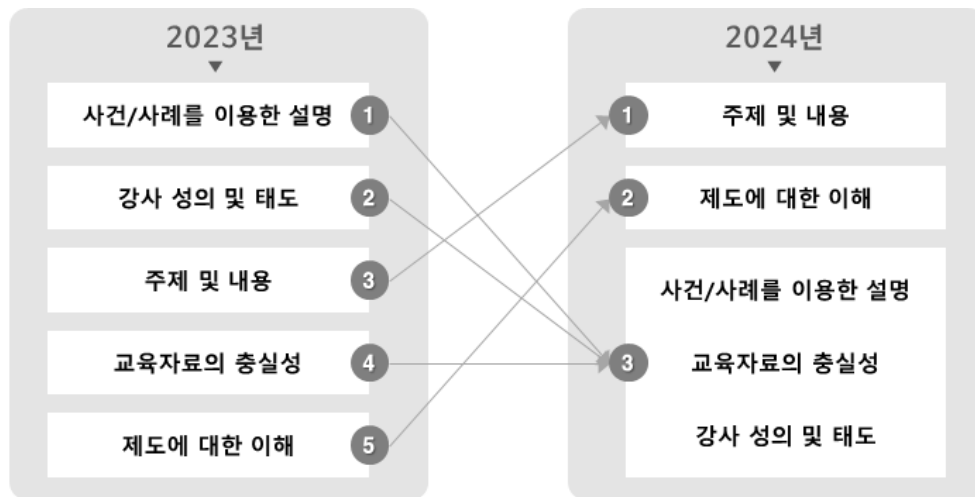 2023년
▼
사건/사례를 이용한 설명 1
강사 성의 및 태도 2
주제 및 내용 3
교육자료의 충실성 4
제도에 대한 이해 5
2024년
▼
1 주제 및 내용
2 제도에 대한 이해
사건/사례를 이용한 설명
3 교육자료의 충실성
강사 성의 및 태도